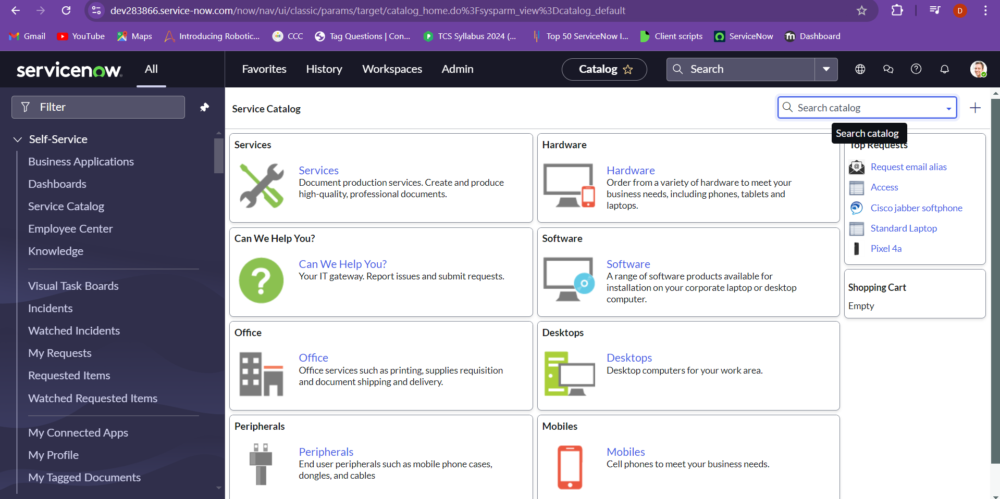 dev283866.service-now.com/now/nav/ui/classic/params/target/catalog_home.do%3Fsysparm_view%3Dcatalog_default
D
Gmail
YouTube
Maps
Introducing Robotic...
CCC
Tag Questions | Con...
TCS Syllabus 2024 (...
Top 50 ServiceNow I...
Client scripts
ServiceNow
Dashboard
servicenow
All
Favorites
History
Workspaces
Admin
Catalog
Search
Filter
Self-Service
Business Applications
Dashboards
Service Catalog
Employee Center
Knowledge
Visual Task Boards
Incidents
Watched Incidents
My Requests
Requested Items
Watched Requested Items
My Connected Apps
My Profile
My Tagged Documents
Service Catalog
Search catalog
Search catalog
Services
Services
Document production services. Create and produce
high-quality, professional documents.
Hardware
Hardware
Order from a variety of hardware to meet your
business needs, including phones, tablets and
laptops.
Can We Help You?
Can We Help You?
Your IT gateway. Report issues and submit requests.
Software
Software
A range of software products available for
installation on your corporate laptop or desktop
computer.
Office
Office
Office services such as printing, supplies requisition
and document shipping and delivery.
Desktops
Desktops
Desktop computers for your work area.
Peripherals
Peripherals
End user peripherals such as mobile phone cases,
dongles, and cables
Mobiles
Mobiles
Cell phones to meet your business needs.
Top Requests
Request email alias
Access
Cisco jabber softphone
Standard Laptop
Pixel 4a
Shopping Cart
Empty